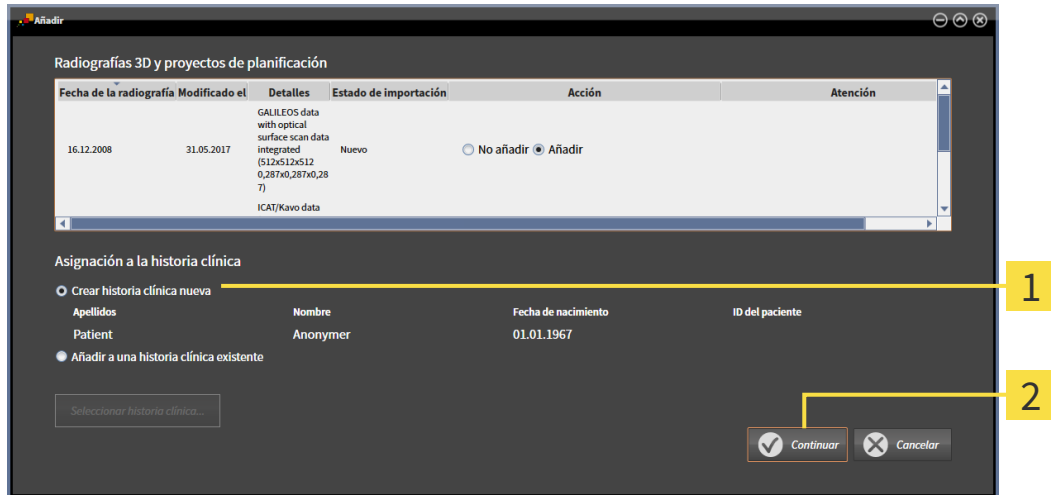 Añadir
Radiografías 3D y proyectos de planificación
Fecha de la radiografía Modificado el Detalles Estado de importación Acción Atención
GALILEOS data
with optical
surface scan data
16.12.2008 31.05.2017 integrated Nuevo No añadir Añadir
(512x512x512
0,287x0,287x0,28
7)
ICAT/Kavo data
Asignación a la historia clínica
Crear historia clínica nueva
1
Apellidos Nombre Fecha de nacimiento ID del paciente
Patient Anonymer 01.01.1967
Añadir a una historia clínica existente
2
Seleccionar historia clínica...
Continuar Cancelar